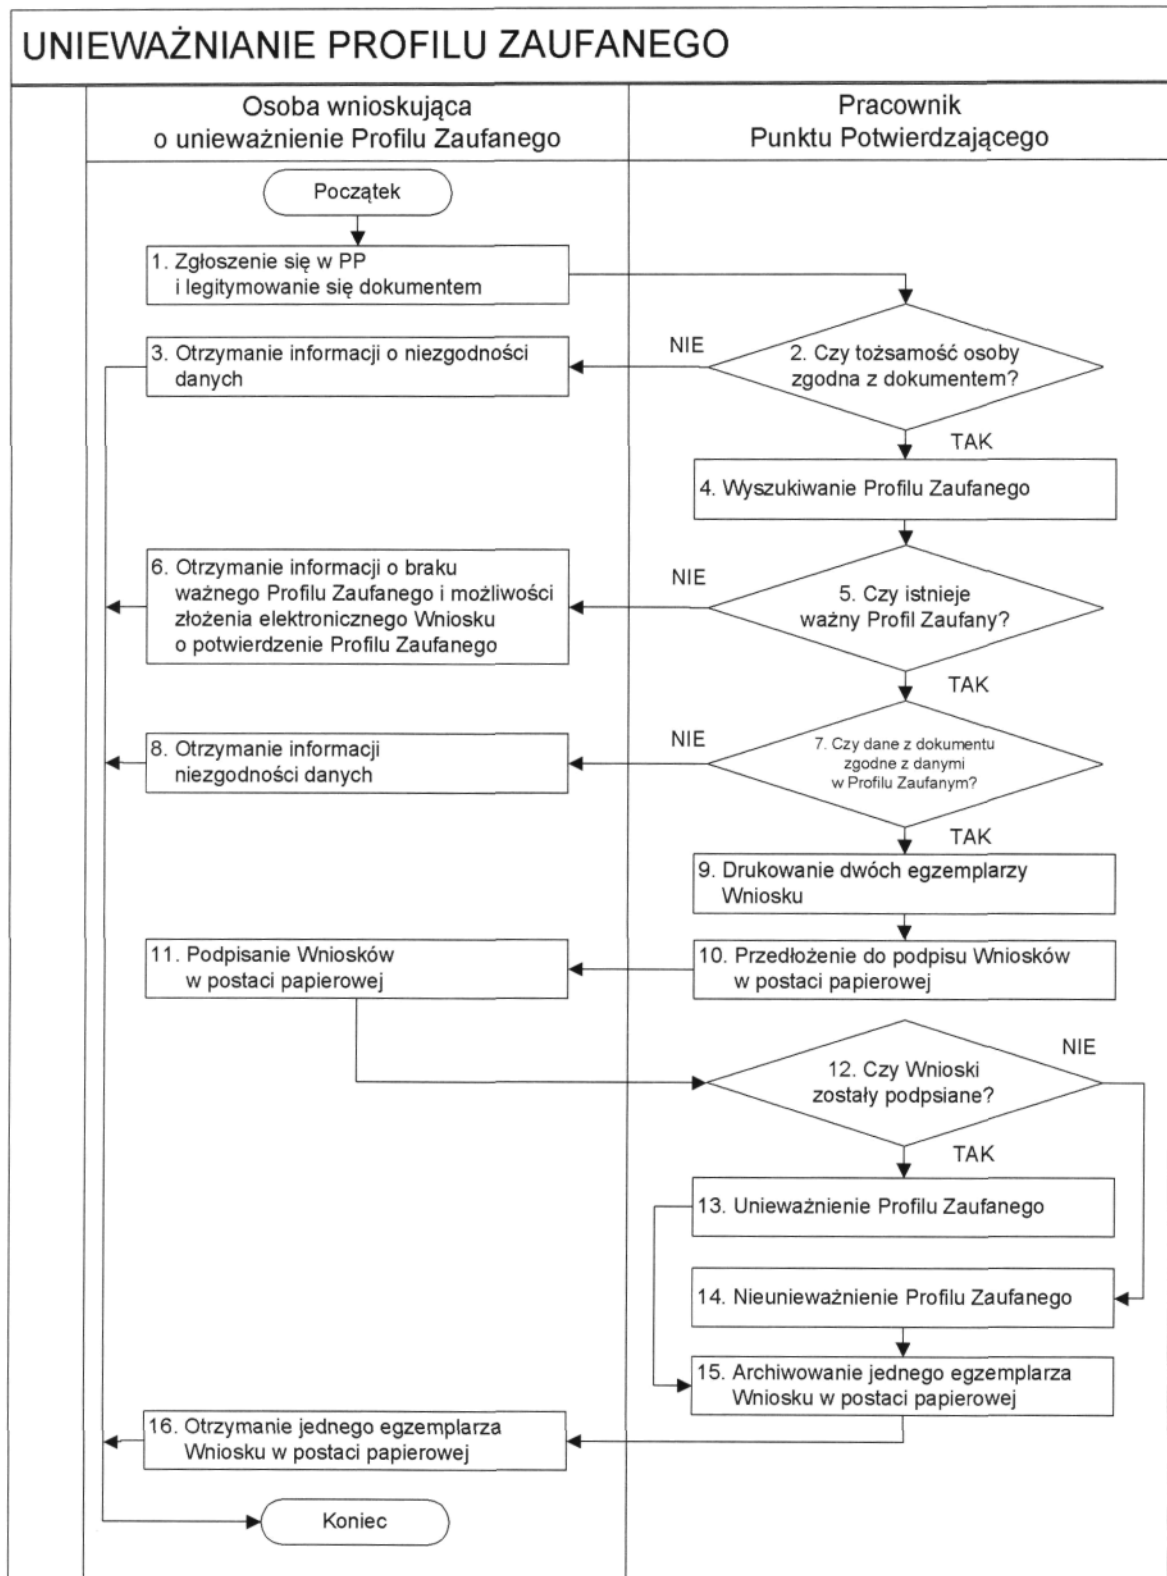 UNIEWAŻNIANIE PROFILU ZAUFANEGO
Osoba wnioskująca
o unieważnienie Profilu Zaufanego
Pracownik
Punktu Potwierdzającego
Początek
1. Zgłoszenie się w PP
i legitymowanie się dokumentem
2. Czy tożsamość osoby
zgodna z dokumentem?
NIE
3. Otrzymanie informacji o niezgodności
danych
TAK
4. Wyszukiwanie Profilu Zaufanego
5. Czy istnieje
ważny Profil Zaufany?
NIE
6. Otrzymanie informacji o braku
ważnego Profilu Zaufanego i możliwości
złożenia elektronicznego Wniosku
o potwierdzenie Profilu Zaufanego
TAK
7. Czy dane z dokumentu
zgodne z danymi
w Profilu Zaufanym?
NIE
8. Otrzymanie informacji
niezgodności danych
TAK
9. Drukowanie dwóch egzemplarzy
Wniosku
10. Przedłożenie do podpisu Wniosków
w postaci papierowej
11. Podpisanie Wniosków
w postaci papierowej
12. Czy Wnioski
zostały podpsiane?
NIE
TAK
13. Unieważnienie Profilu Zaufanego
14. Nieunieważnienie Profilu Zaufanego
15. Archiwowanie jednego egzemplarza
Wniosku w postaci papierowej
16. Otrzymanie jednego egzemplarza
Wniosku w postaci papierowej
Koniec